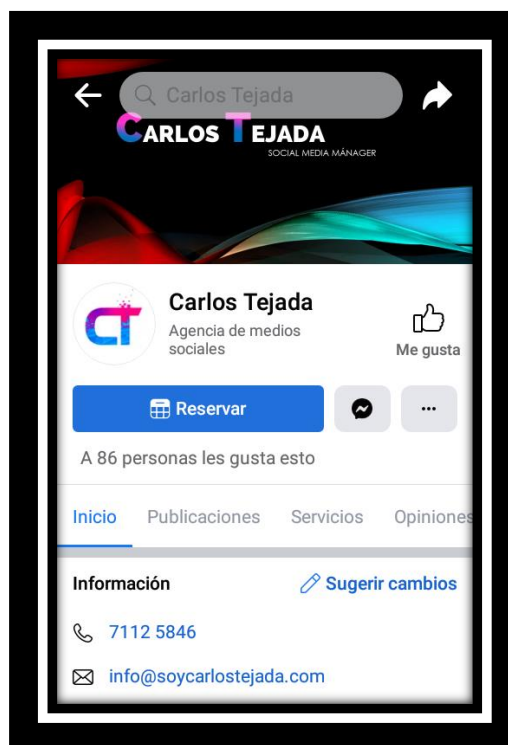 Carlos Tejada
CARLOS TEJADA
SOCIAL MEDIA MÁNAGER
CT
Carlos Tejada
Agencia de medios
sociales
Me gusta
Reservar
A 86 personas les gusta esto
Inicio Publicaciones Servicios Opiniones
Información Sugerir cambios
7112 5846
info@soycarlostejada.com